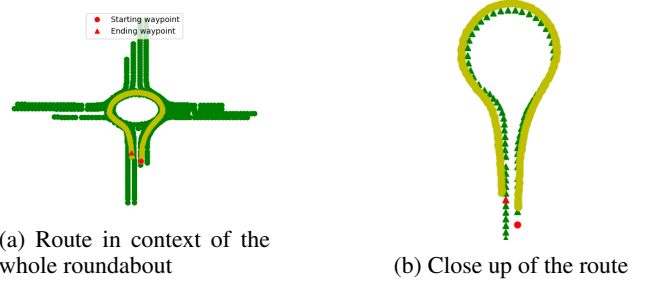 Starting waypoint
Ending waypoint
(a) Route in context of the
whole roundabout
(b) Close up of the route